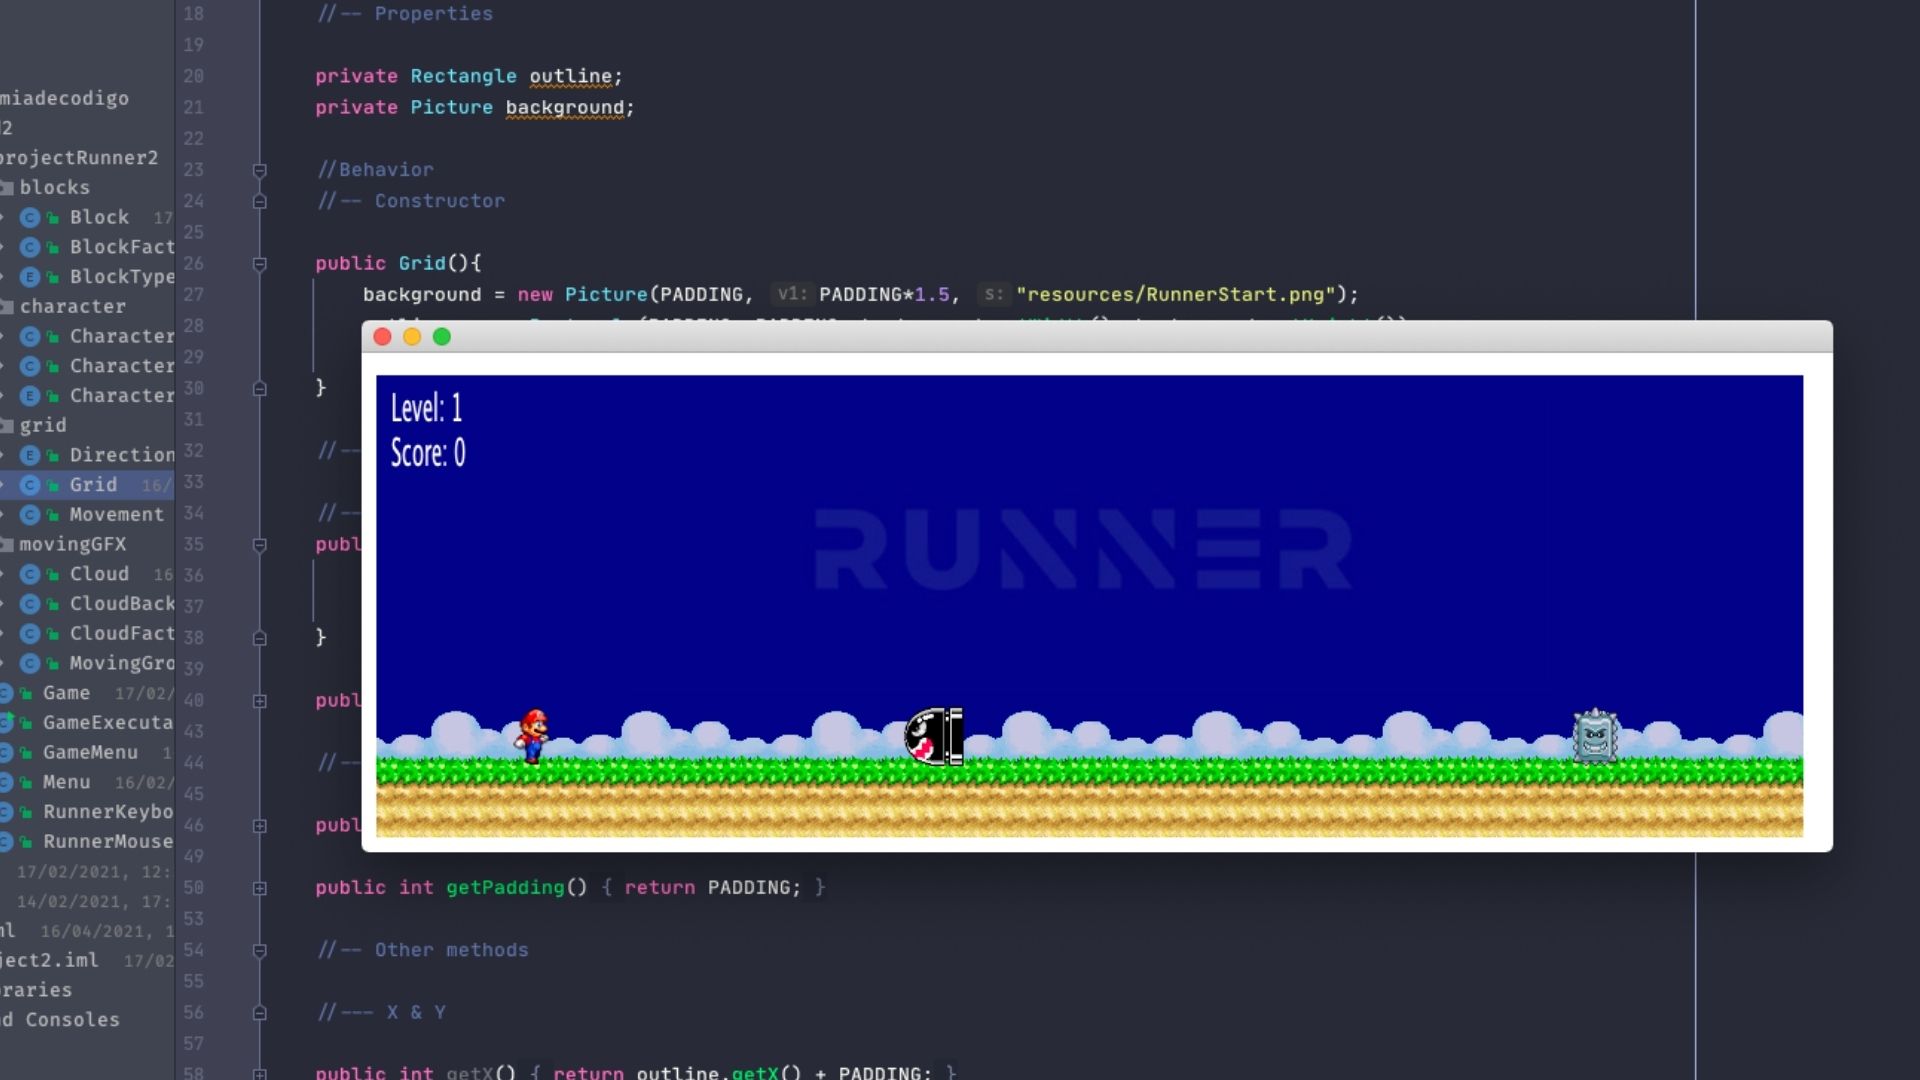 miadecodigo
projectRunner2
blocks
Block 17
BlockFact
BlockType
character
Character
Character
Character
grid
Direction
Grid 16/
Movement
movingGFX
Cloud 16
CloudBack
CloudFact
MovingGro
Game 17/02/
GameExecuta
GameMenu 1
Menu 16/02/
RunnerKeybo
RunnerMouse
17/02/2021, 12:
14/02/2021, 17:
ml 16/04/2021, 1
ject2.iml 17/02
raries
d Consoles
18 //-- Properties
19
20 private Rectangle outline;
21 private Picture background;
22
23 //Behavior
24 //-- Constructor
25
26 public Grid(){
27 background = new Picture(PADDING, v1: PADDING*1.5, s: "resources/RunnerStart.png");
28
29
30 }
31
32 //--
33
34 //--
35 publ
36
37
38 }
39
40 publ
43
44 //--
45
46 publ
49
50 public int getPadding() { return PADDING; }
53
54 //-- Other methods
55
56 //--- X & Y
57
58 public int getX() { return outline.getX() + PADDING; }
Level: 1
Score: 0
RUNNER